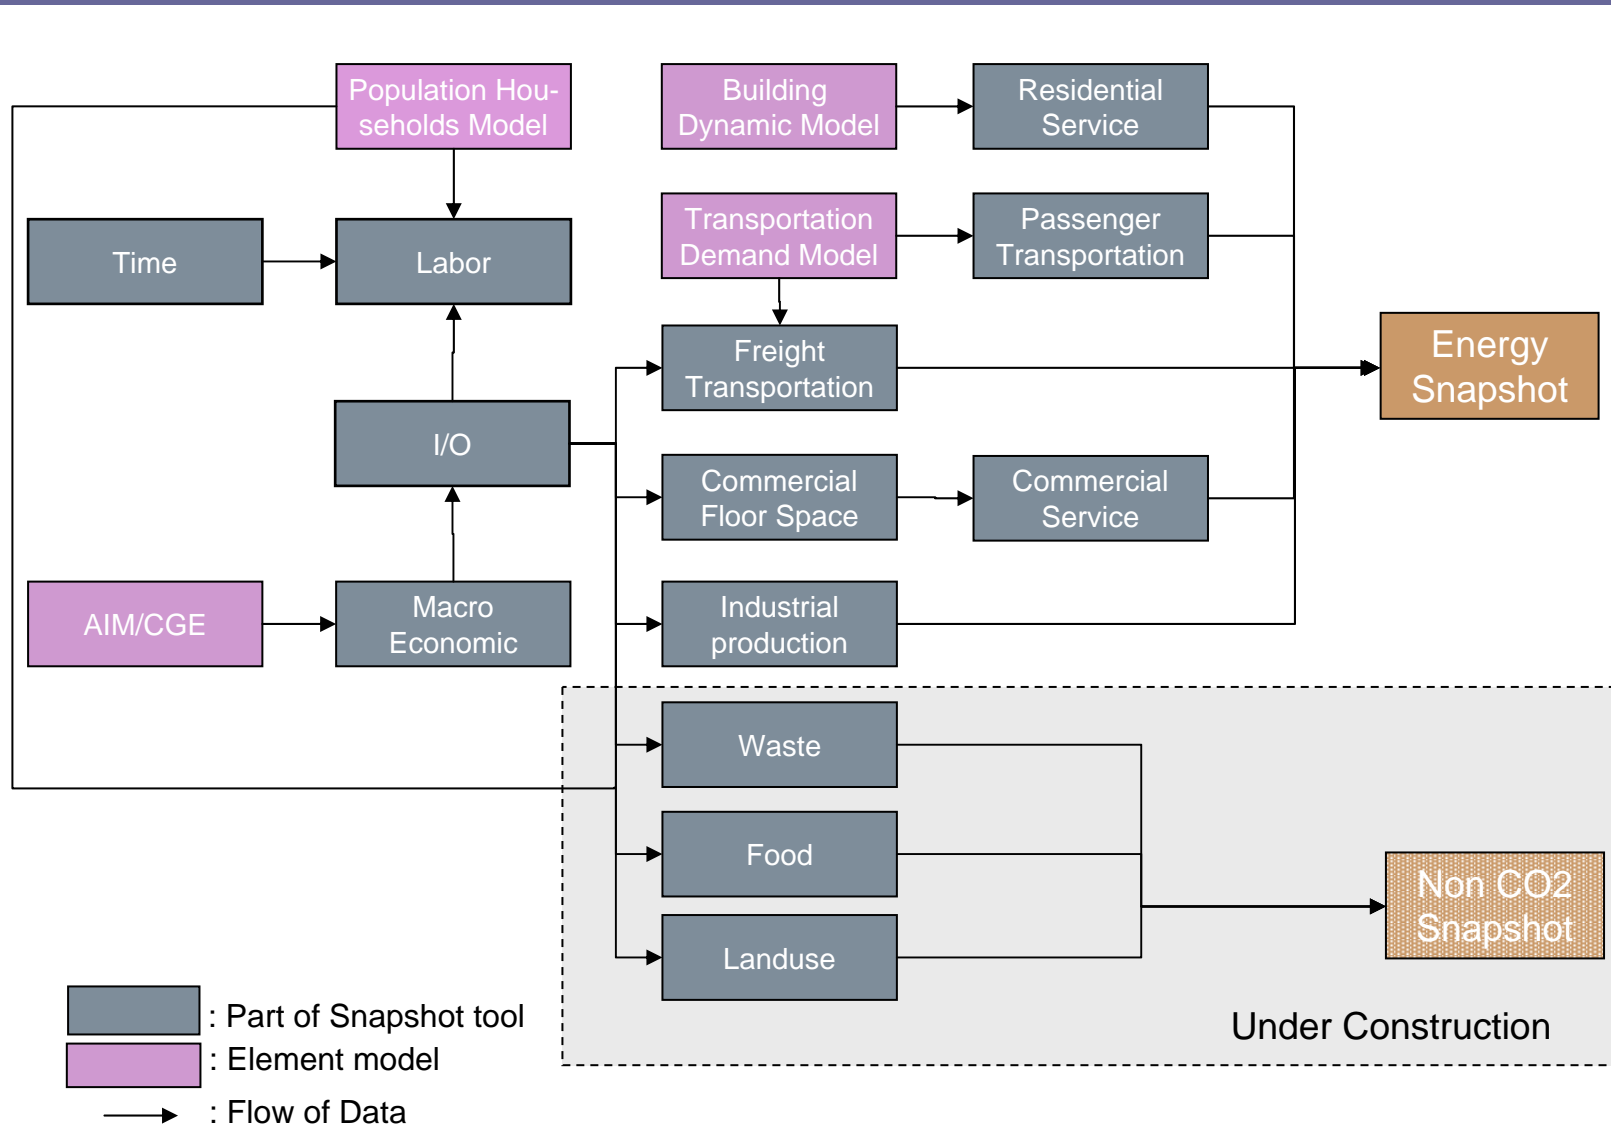 Population Hou-
seholds Model
Building
Dynamic Model
Residential
Service
Time
Labor
Transportation
Demand Model
Passenger
Transportation
Freight
Transportation
Energy
Snapshot
I/O
Commercial
Floor Space
Commercial
Service
AIM/CGE
Macro
Economic
Industrial
production
Waste
Food
Landuse
Non CO2
Snapshot
Under Construction
: Part of Snapshot tool
: Element model
: Flow of Data